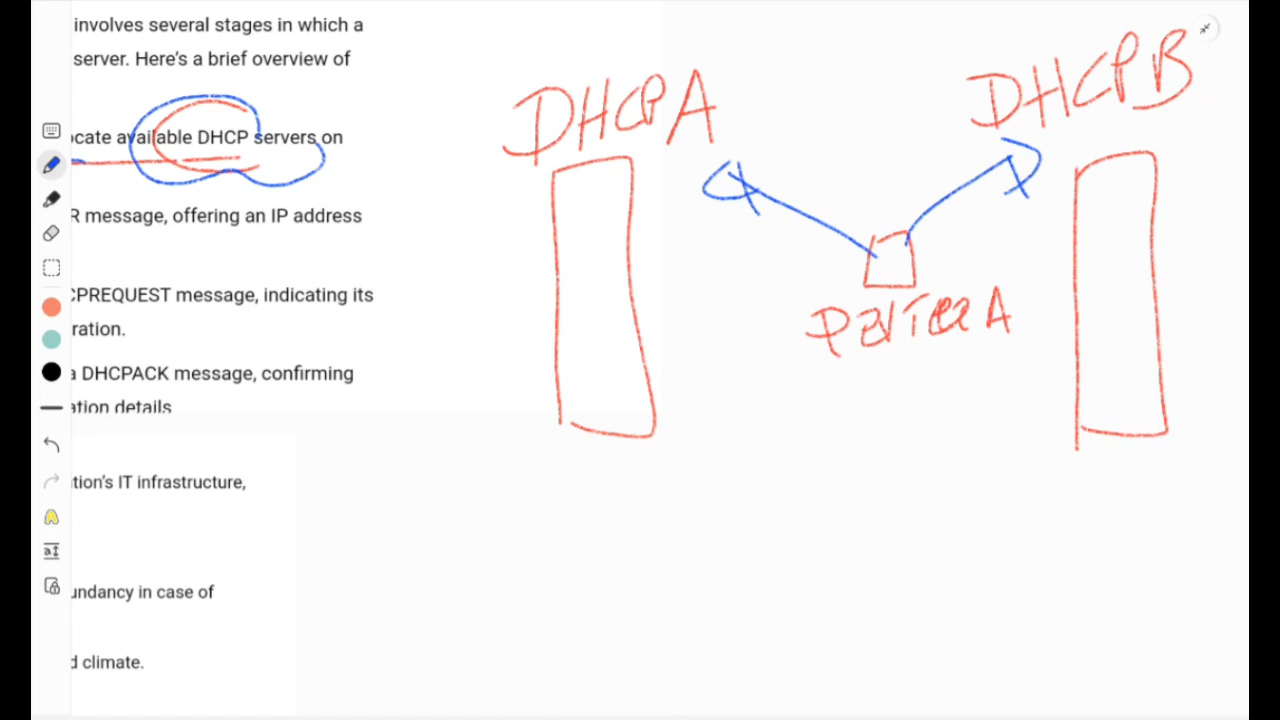 involves several stages in which a
server. Here's a brief overview of
ocate available DHCP servers on
R message, offering an IP address
CPREQUEST message, indicating its
ration.
a DHCPACK message, confirming
ation details
tion's IT infrastructure,
undancy in case of
d climate.
DHCP A
DHCP B